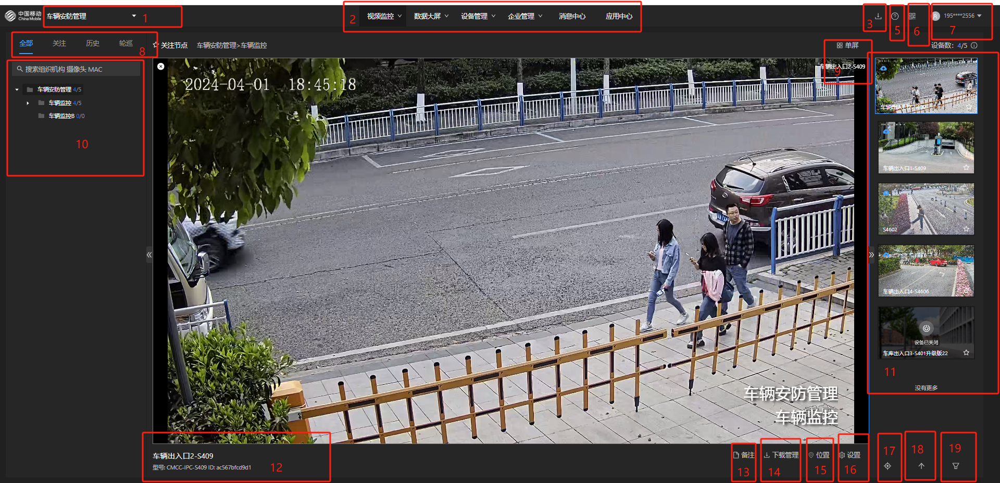 中国移动
China Mobile
车辆安防管理
1
2
视频监控
数据大屏
设备管理
企业管理
消息中心
应用中心
3
5
6
195****2556
7
全部
关注
历史
轮巡
8
关注节点
车辆安防管理>车辆监控
单屏
设备数: 4/5
搜索组织机构 摄像头 MAC
车辆安防管理 4/5
车辆监控 4/5
车辆监控B 0/0
10
2024-04-01 18:45:18
车辆出入口2-S409
9
车辆出入口2-S409
车辆出入口1-S409
S4602
车辆出入口4-S4606
设备已关闭
车库出入口3-S401升级版22
11
没有更多
车辆安防管理
车辆监控
车辆出入口2-S409
型号: CMCC-IPC-S409 ID: ac567bfcd9d1
12
备注
13
下载管理
14
位置
15
设置
16
17
18
19